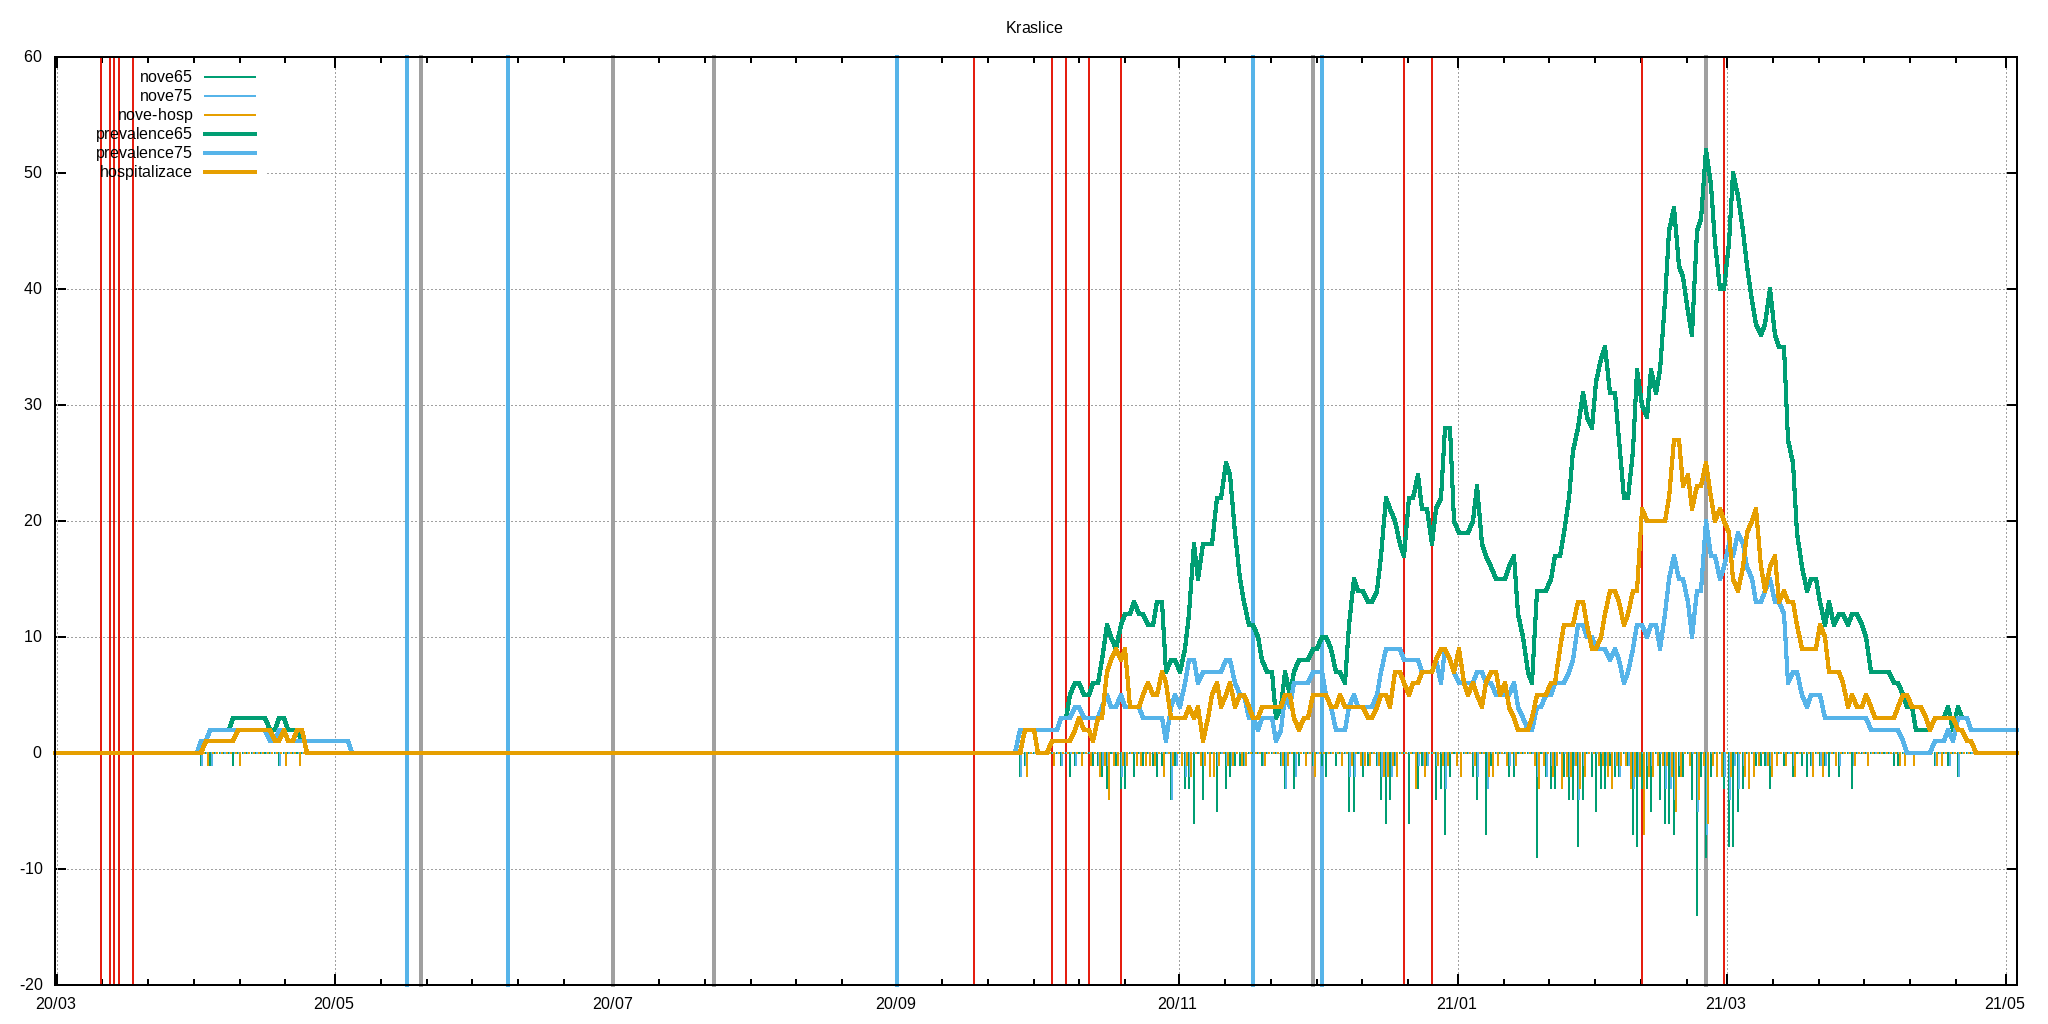 Kraslice
60
50
40
30
20
10
0
-10
-20
nove65
nove75
nove-hosp
prevalence65
prevalence75
hospitalizace
20/03 20/05 20/07 20/09 20/11 21/01 21/03 21/05